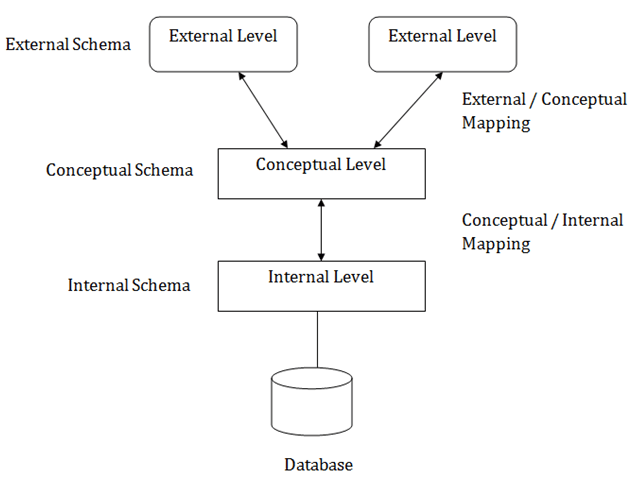 External Schema
External Level
External Level
External / Conceptual
Mapping
Conceptual Schema
Conceptual Level
Conceptual / Internal
Mapping
Internal Schema
Internal Level
Database